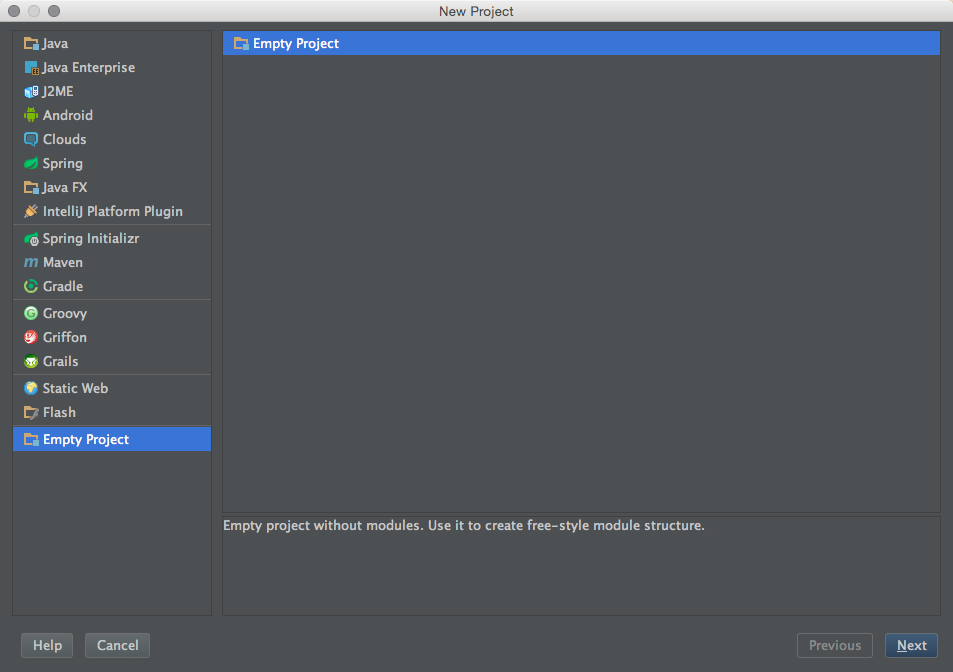 New Project
Java
Java Enterprise
J2ME
Android
Clouds
Spring
Java FX
IntelliJ Platform Plugin
Spring Initializr
Maven
Gradle
Groovy
Griffon
Grails
Static Web
Flash
Empty Project
Empty Project
Empty project without modules. Use it to create free-style module structure.
Help
Cancel
Previous
Next